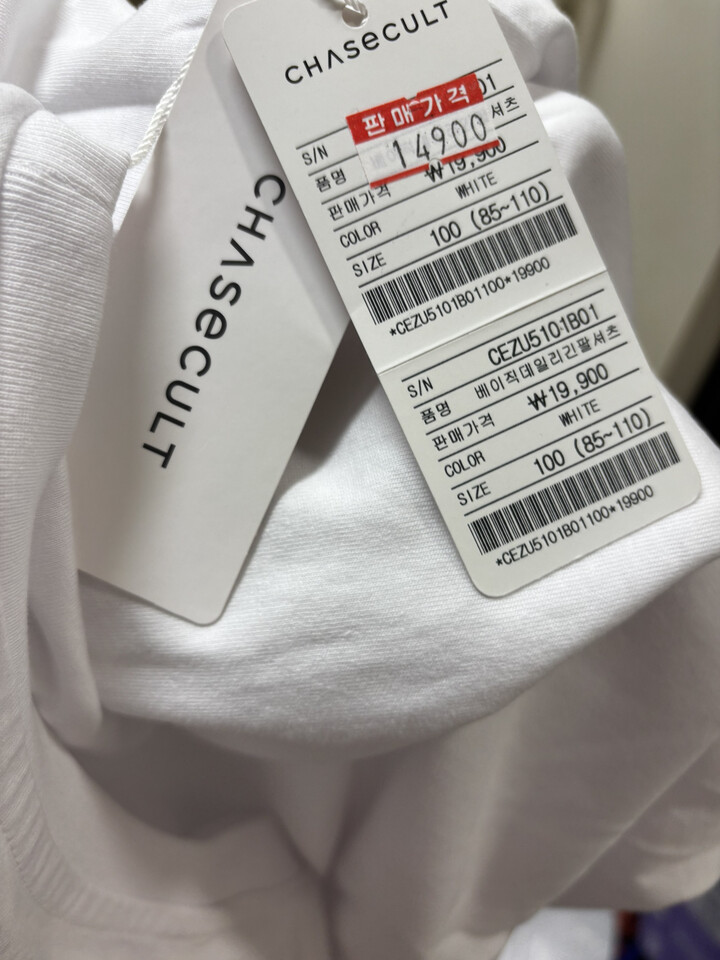 CHASeCULT
CHASeCULT
S/N 01
판매가격
14900
품명 셔츠
판매가격 ₩19,900
COLOR WHITE
SIZE 100 (85~110)
*CEZU5101B01100*19900
S/N CEZU5101B01
품명 베이직데일리긴팔셔츠
판매가격 ₩19,900
COLOR WHITE
SIZE 100 (85~110)
*CEZU5101B01100*19900